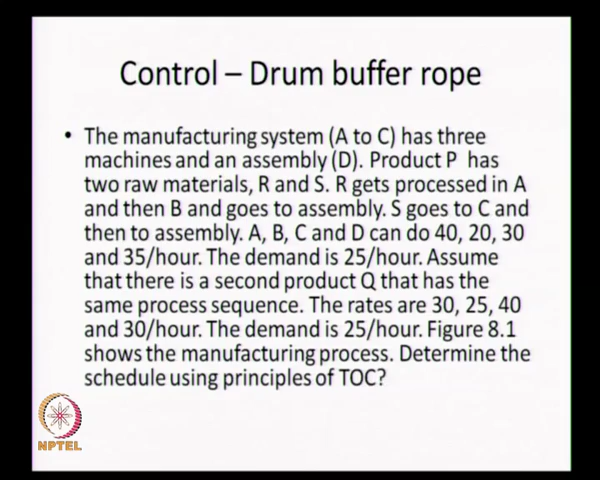 Control – Drum buffer rope
• The manufacturing system (A to C) has three
machines and an assembly (D). Product P has
two raw materials, R and S. R gets processed in A
and then B and goes to assembly. S goes to C and
then to assembly. A, B, C and D can do 40, 20, 30
and 35/hour. The demand is 25/hour. Assume
that there is a second product Q that has the
same process sequence. The rates are 30, 25, 40
and 30/hour. The demand is 25/hour. Figure 8.1
shows the manufacturing process. Determine the
schedule using principles of TOC?
NPTEL